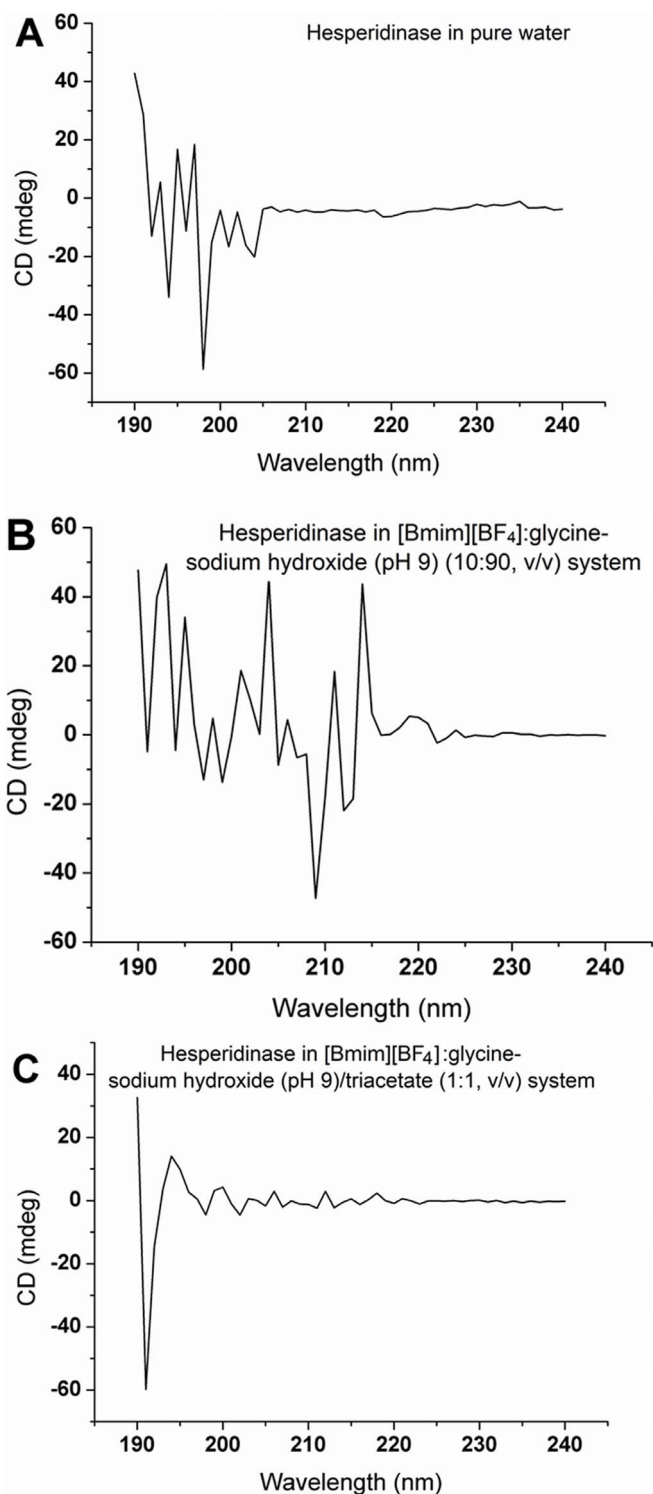 A
Hesperidinase in pure water
60
40
20
0
-20
-40
-60
CD (mdeg)
190 200 210 220 230 240
Wavelength (nm)
B
Hesperidinase in [Bmim][BF₄]:glycine-
sodium hydroxide (pH 9) (10:90, v/v) system
60
40
20
0
-20
-40
-60
CD (mdeg)
190 200 210 220 230 240
Wavelength (nm)
C
Hesperidinase in [Bmim][BF₄]:glycine-
sodium hydroxide (pH 9)/triacetate (1:1, v/v) system
40
20
0
-20
-40
-60
CD (mdeg)
190 200 210 220 230 240
Wavelength (nm)